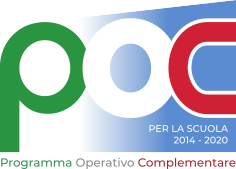 poc
PER LA SCUOLA
2014 - 2020
Programma Operativo Complementare